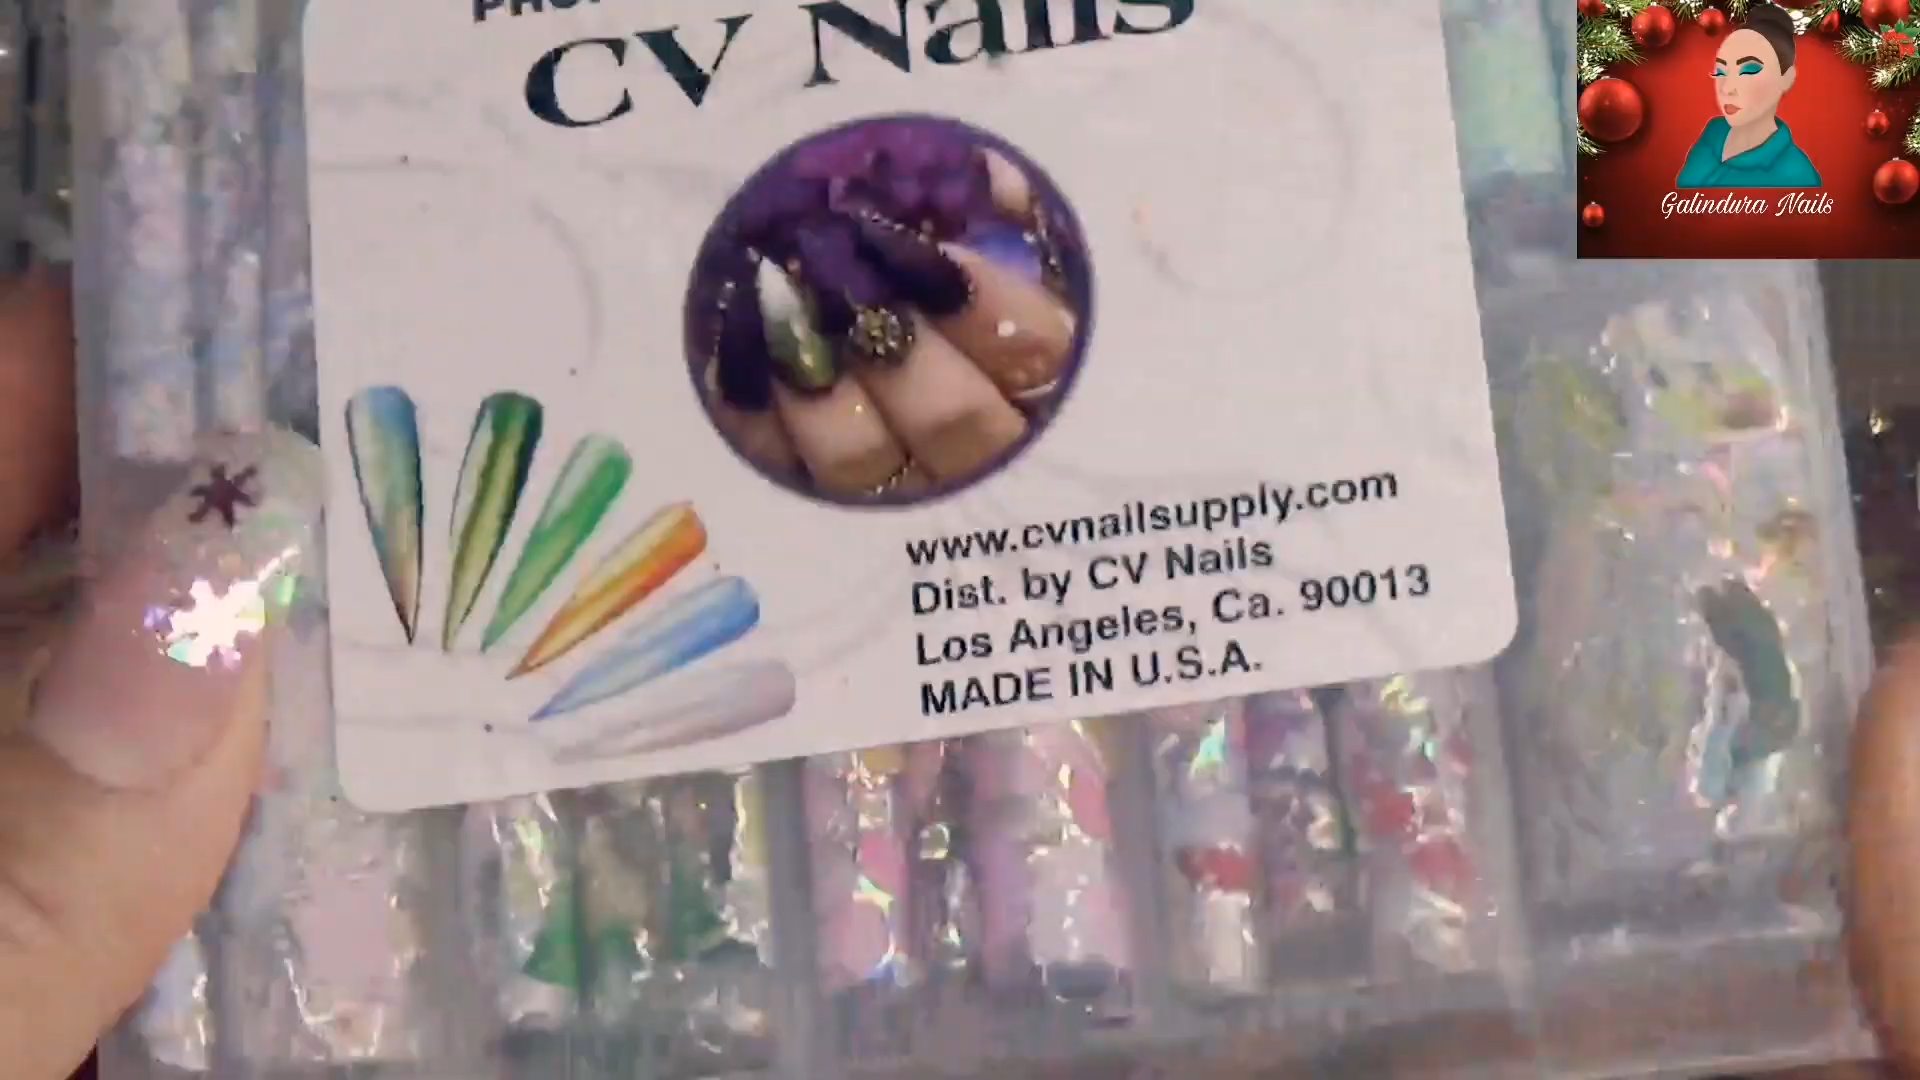 CV Nails
Galindura Nails
www.cvnailsupply.com
Dist. by CV Nails
Los Angeles, Ca. 90013
MADE IN U.S.A.